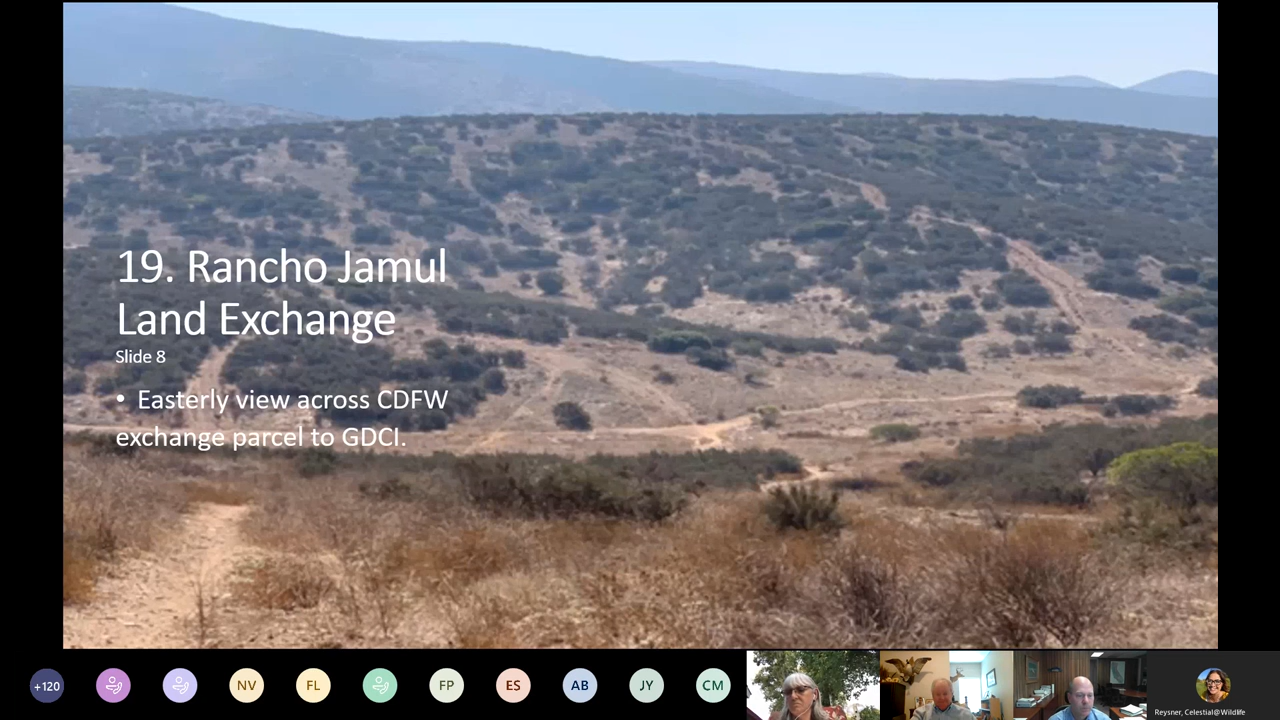 19. Rancho Jamul
Land Exchange
Slide 8
• Easterly view across CDFW
exchange parcel to GDCI.
+120
NV
FL
FP
ES
AB
JY
CM
Reysner, Celestial@Wildlife